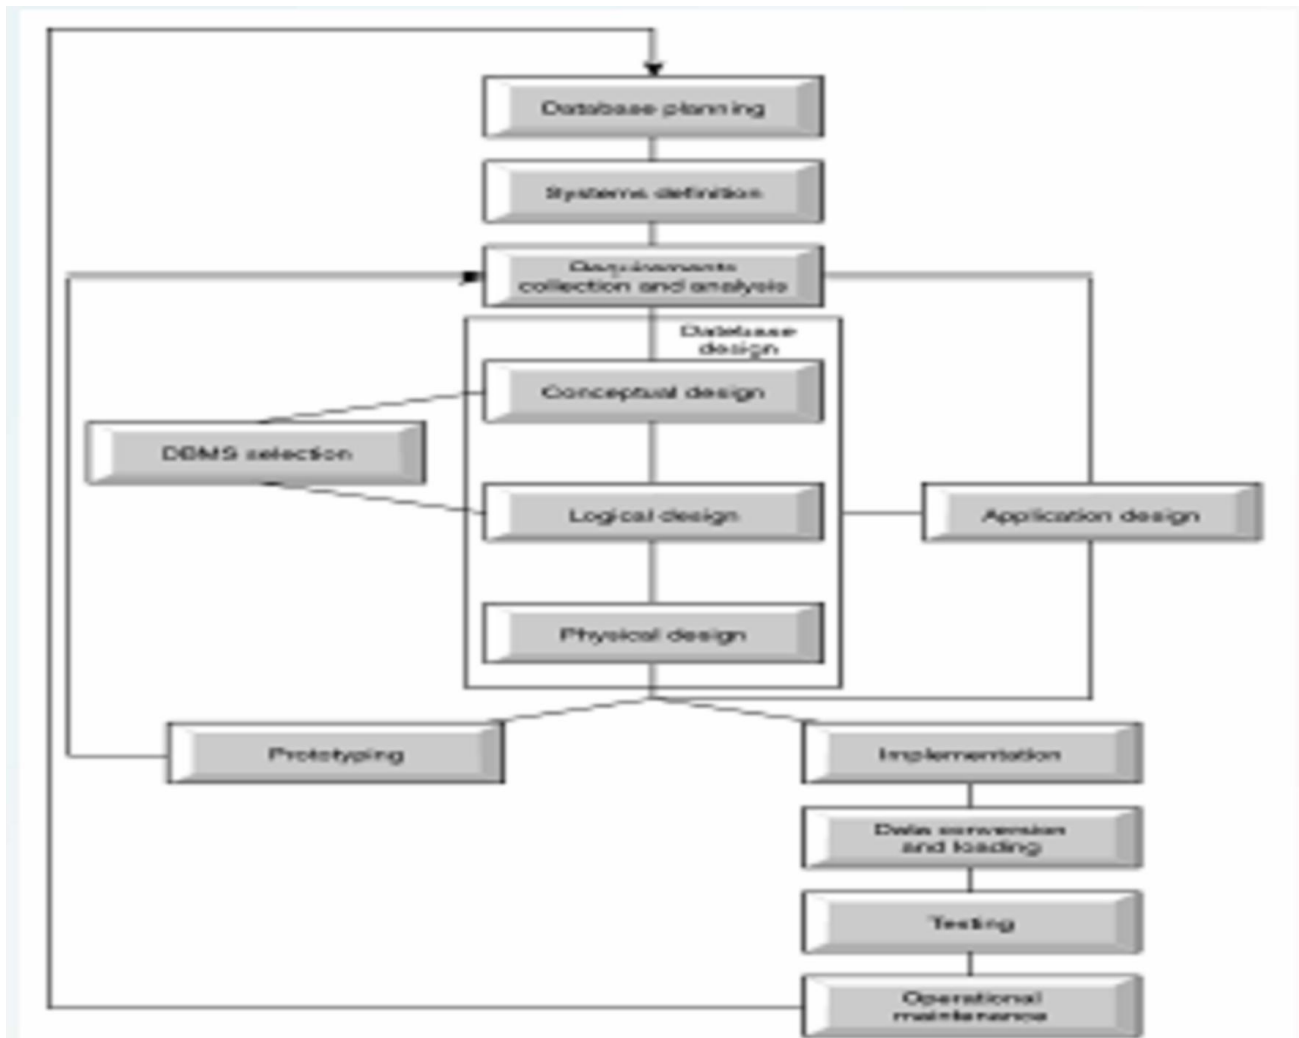 Database planning
Systems definition
Requirements
collection and analysis
Database
design
Conceptual design
DBMS selection
Logical design
Application design
Physical design
Prototyping
Implementation
Data conversion
and loading
Testing
Operational
maintenance